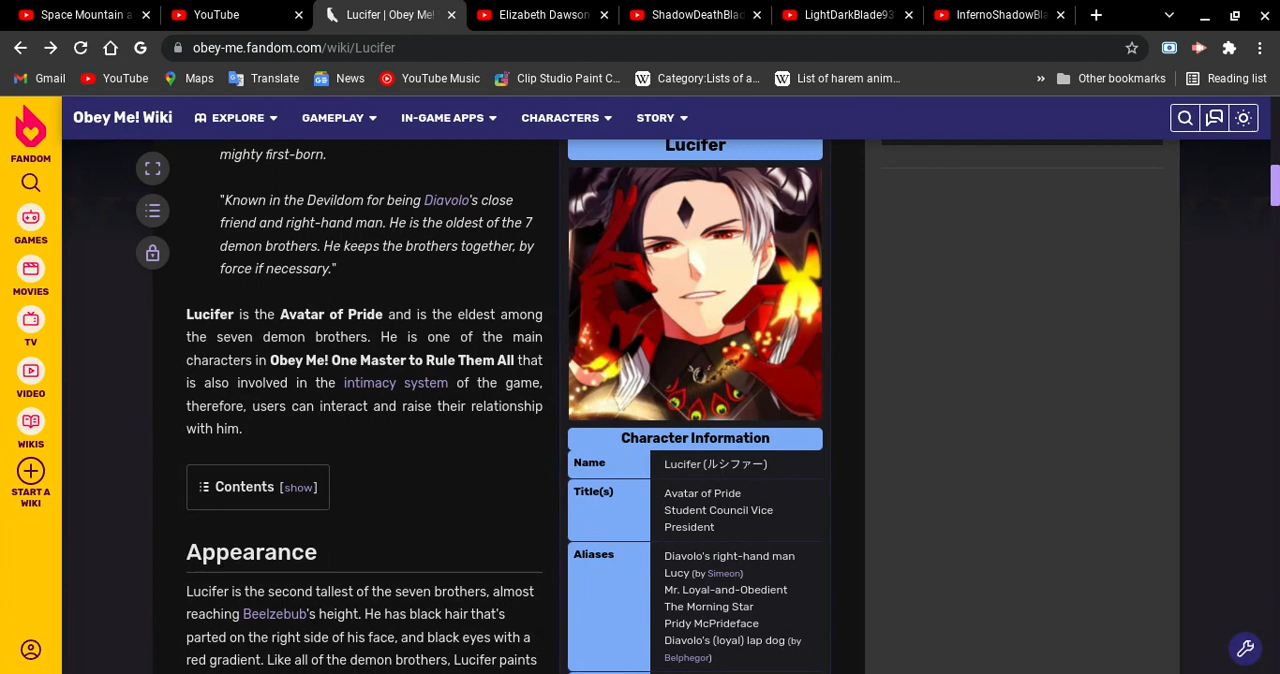 Space Mountain a
YouTube
Lucifer | Obey Me!
Elizabeth Dawson
ShadowDeathBlad
LightDarkBlade93
InfernoShadowBla
obey-me.fandom.com/wiki/Lucifer
Gmail
YouTube
Maps
Translate
News
YouTube Music
Clip Studio Paint C...
Category:Lists of a...
List of harem anim...
»
Other bookmarks
Reading list
Obey Me! Wiki
EXPLORE
GAMEPLAY
IN-GAME APPS
CHARACTERS
STORY
FANDOM
GAMES
MOVIES
TV
VIDEO
WIKIS
START A
WIKI
mighty first-born.
"Known in the Devildom for being Diavolo's close
friend and right-hand man. He is the oldest of the 7
demon brothers. He keeps the brothers together, by
force if necessary."
Lucifer is the Avatar of Pride and is the eldest among
the seven demon brothers. He is one of the main
characters in Obey Me! One Master to Rule Them All that
is also involved in the intimacy system of the game,
therefore, users can interact and raise their relationship
with him.
Contents [show]
Appearance
Lucifer is the second tallest of the seven brothers, almost
reaching Beelzebub's height. He has black hair that's
parted on the right side of his face, and black eyes with a
red gradient. Like all of the demon brothers, Lucifer paints
Lucifer
Character Information
Name
Lucifer (ルシファー)
Title(s)
Avatar of Pride
Student Council Vice
President
Aliases
Diavolo's right-hand man
Lucy (by Simeon)
Mr. Loyal-and-Obedient
The Morning Star
Pridy McPrideface
Diavolo's (loyal) lap dog (by
Belphegor)